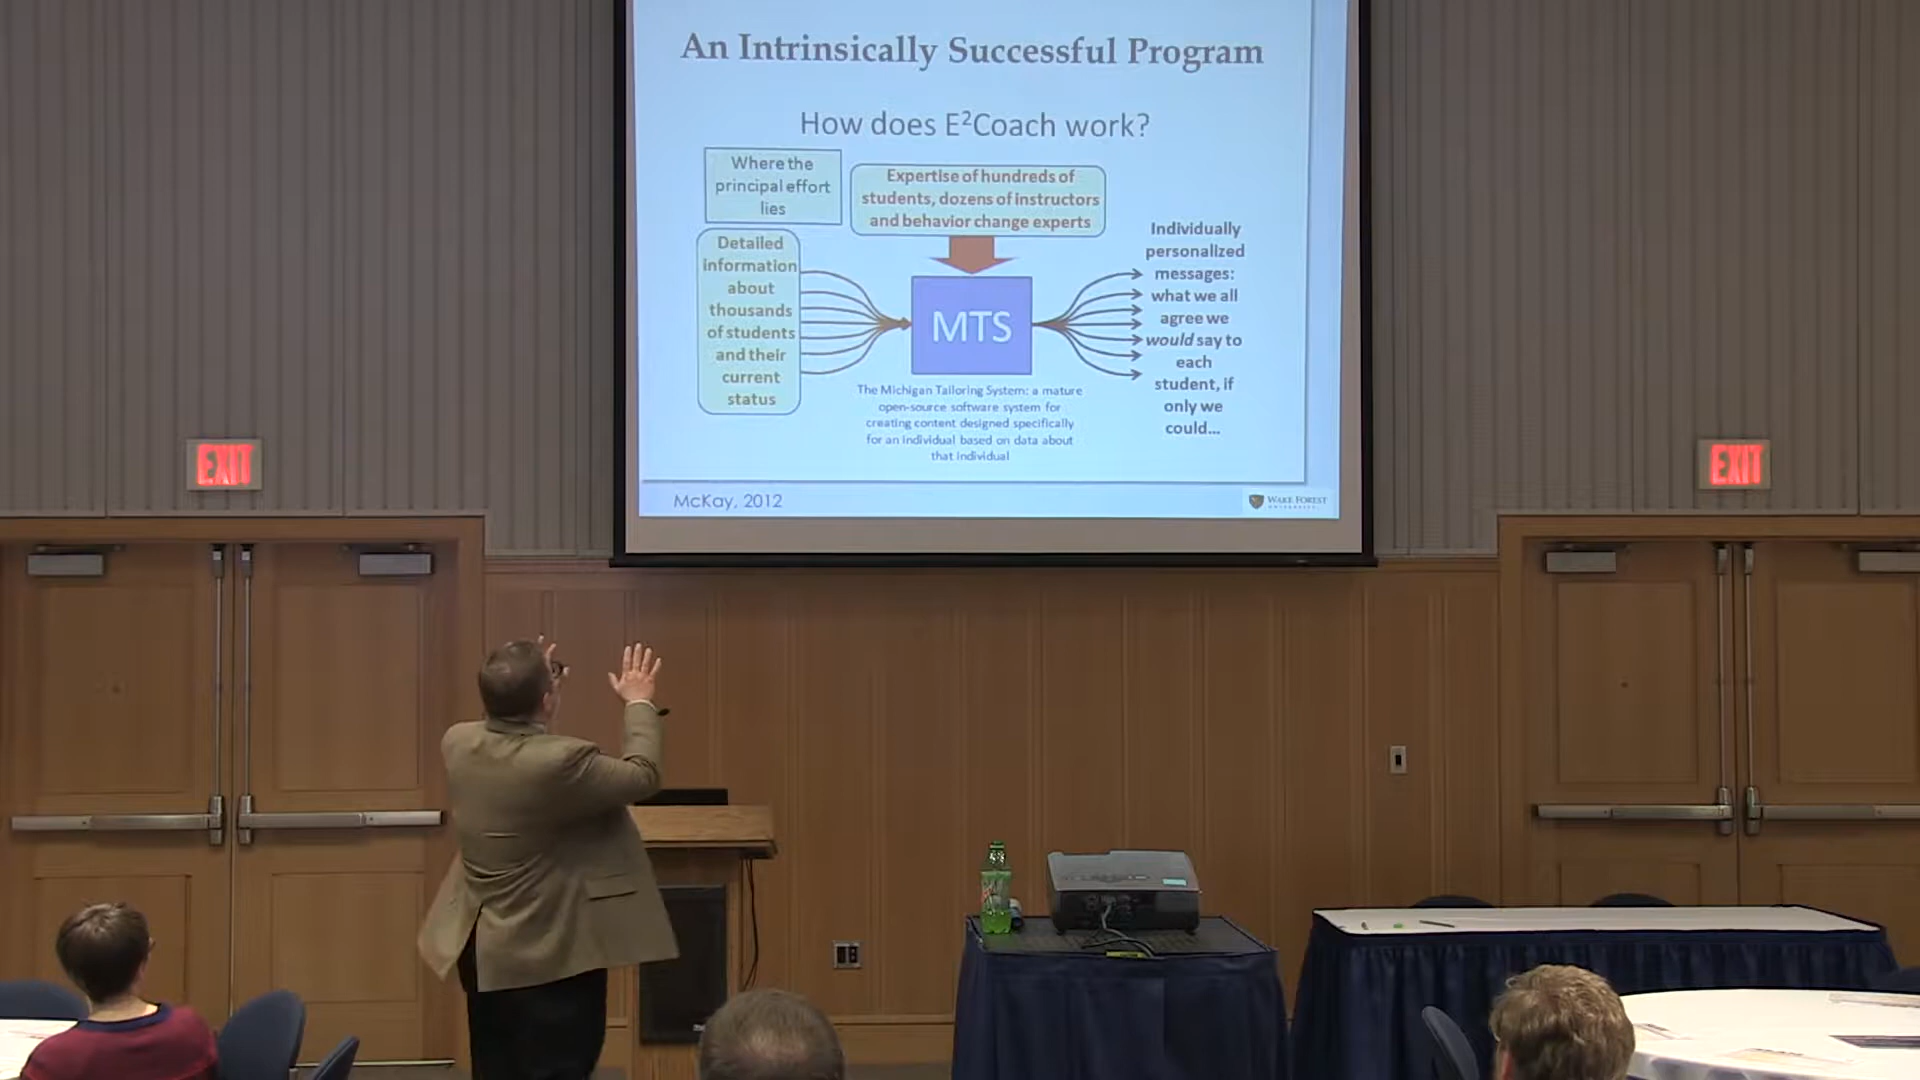 An Intrinsically Successful Program
How does E²Coach work?
Where the
principal effort
lies
Expertise of hundreds of
students, dozens of instructors
and behavior change experts
Detailed
information
about
thousands
of students
and their
current
status
MTS
Individually
personalized
messages:
what we all
agree we
would say to
each
student, if
only we
could...
The Michigan Tailoring System: a mature
open-source software system for
creating content designed specifically
for an individual based on data about
that individual
McKay, 2012
WAKE FOREST
UNIVERSITY
EXIT
EXIT